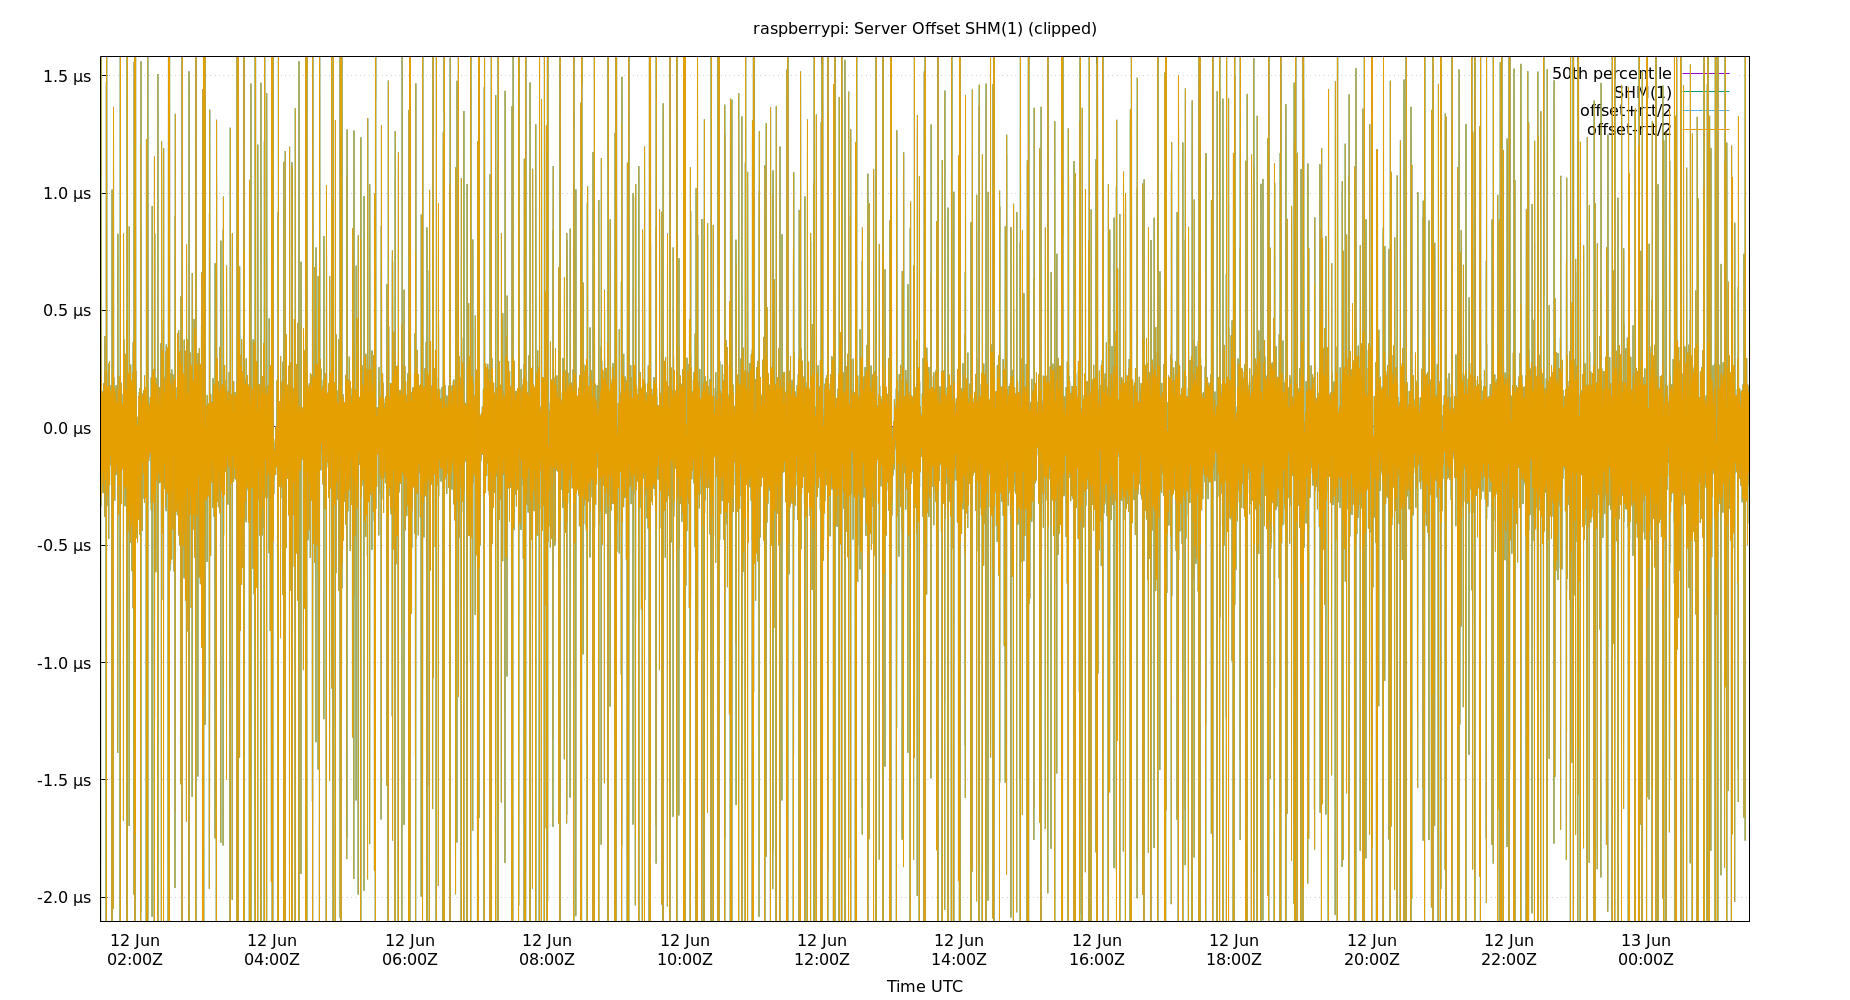 raspberrypi: Server Offset SHM(1) (clipped)
1.5 µs
1.0 µs
0.5 µs
0.0 µs
-0.5 µs
-1.0 µs
-1.5 µs
-2.0 µs
50th percentile
SHM(1)
offset+rtt/2
offset-rtt/2
12 Jun 12 Jun 12 Jun 12 Jun 12 Jun 12 Jun 12 Jun 12 Jun 12 Jun 12 Jun 12 Jun 13 Jun
02:00Z 04:00Z 06:00Z 08:00Z 10:00Z 12:00Z 14:00Z 16:00Z 18:00Z 20:00Z 22:00Z 00:00Z
Time UTC